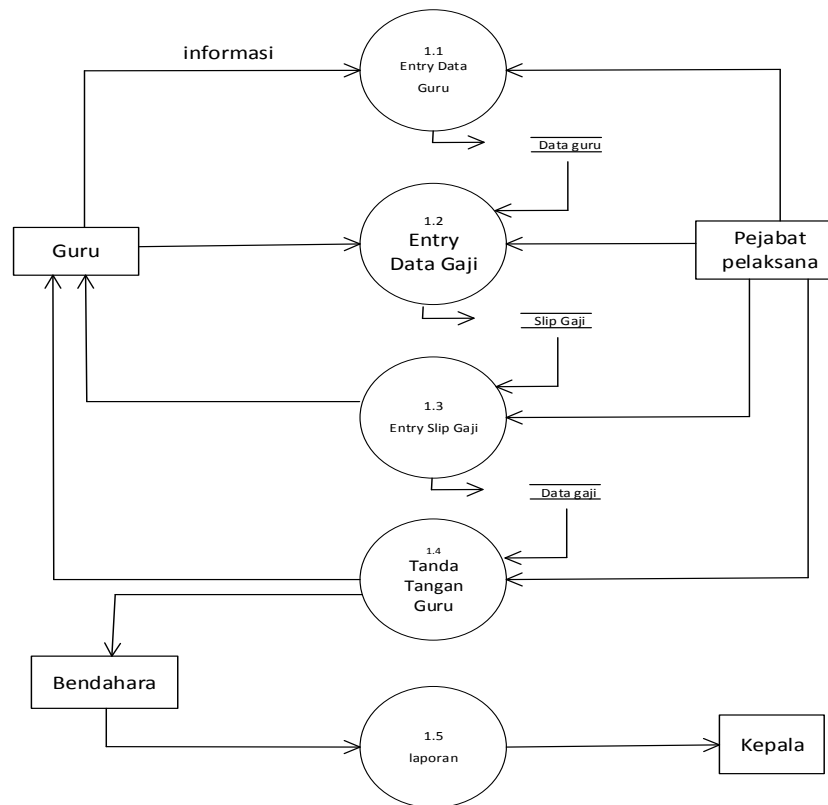 informasi
1.1
Entry Data
Guru
Data guru
1.2
Entry
Data Gaji
Guru
Pejabat
pelaksana
Slip Gaji
1.3
Entry Slip Gaji
Data gaji
1.4
Tanda
Tangan
Guru
Bendahara
1.5
laporan
Kepala